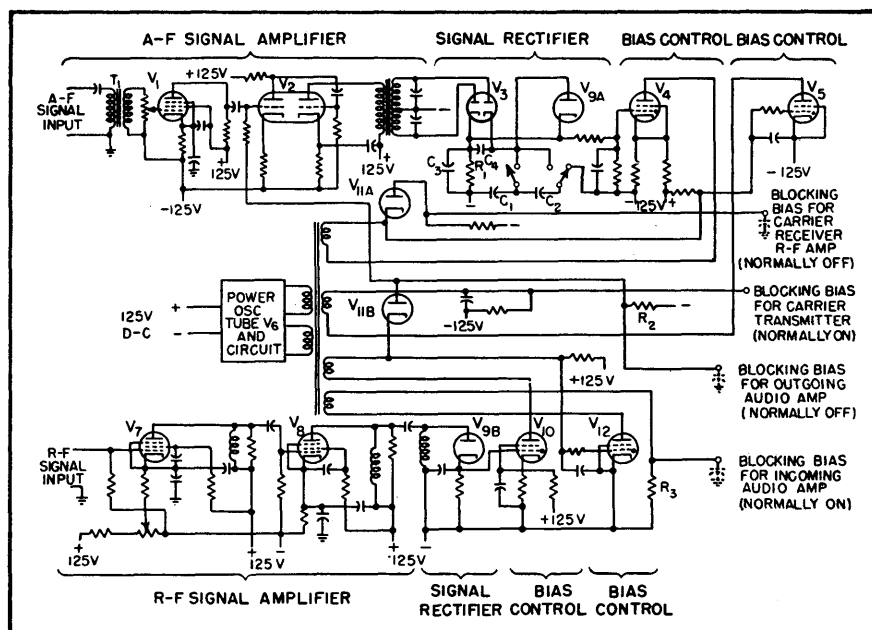 A-F SIGNAL AMPLIFIER
SIGNAL RECTIFIER
BIAS CONTROL
BIAS CONTROL
A-F
SIGNAL
INPUT
T1
V1
+125V
V2
V3
V9A
V4
V5
+
125V
-125V
+
125V
C3
R1
C4
C1
C2
-125V+
-125V
V11A
BLOCKING
BIAS FOR
CARRIER
RECEIVER
R-F AMP
(NORMALLY OFF)
125V
D-C
+
-
POWER
OSC
TUBE V6
AND
CIRCUIT
V11B
-125V
R2
BLOCKING BIAS
FOR CARRIER
TRANSMITTER
(NORMALLY ON)
+125V
BLOCKING BIAS
FOR OUTGOING
AUDIO AMP
(NORMALLY OFF)
R-F
SIGNAL
INPUT
V7
V8
V9B
V10
V12
R3
BLOCKING BIAS
FOR INCOMING
AUDIO AMP
(NORMALLY ON)
+125V
+
125V
+
125V
-
+
-125V
-
R-F SIGNAL AMPLIFIER
SIGNAL
RECTIFIER
BIAS
CONTROL
BIAS
CONTROL